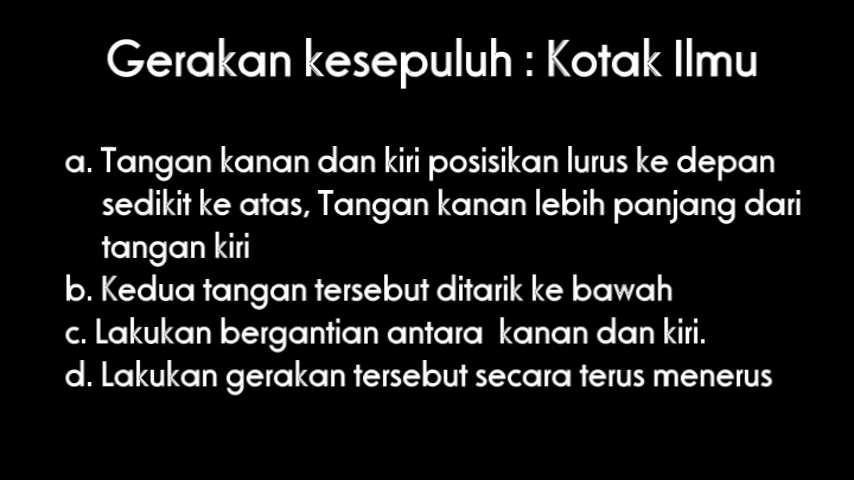 Gerakan kesepuluh : Kotak Ilmu
a. Tangan kanan dan kiri posisikan lurus ke depan
sedikit ke atas, Tangan kanan lebih panjang dari
tangan kiri
b. Kedua tangan tersebut ditarik ke bawah
c. Lakukan bergantian antara  kanan dan kiri.
d. Lakukan gerakan tersebut secara terus menerus